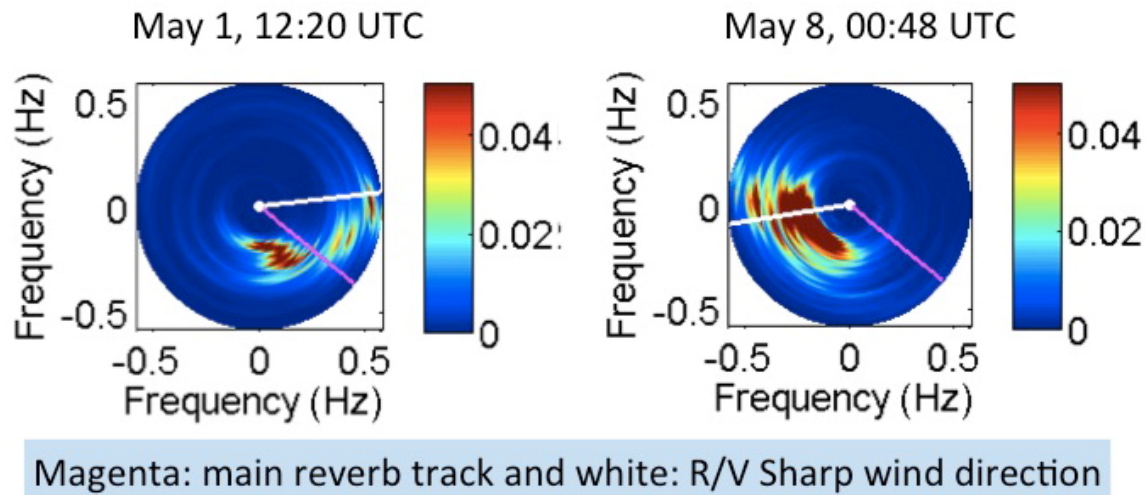 May 1, 12:20 UTC
May 8, 00:48 UTC
Frequency (Hz)
0.5
0
-0.5
-0.5 0 0.5
Frequency (Hz)
0.04
0.02
0
Frequency (Hz)
0.5
0
-0.5
-0.5 0 0.5
Frequency (Hz)
0.04
0.02
0
Magenta: main reverb track and white: R/V Sharp wind direction